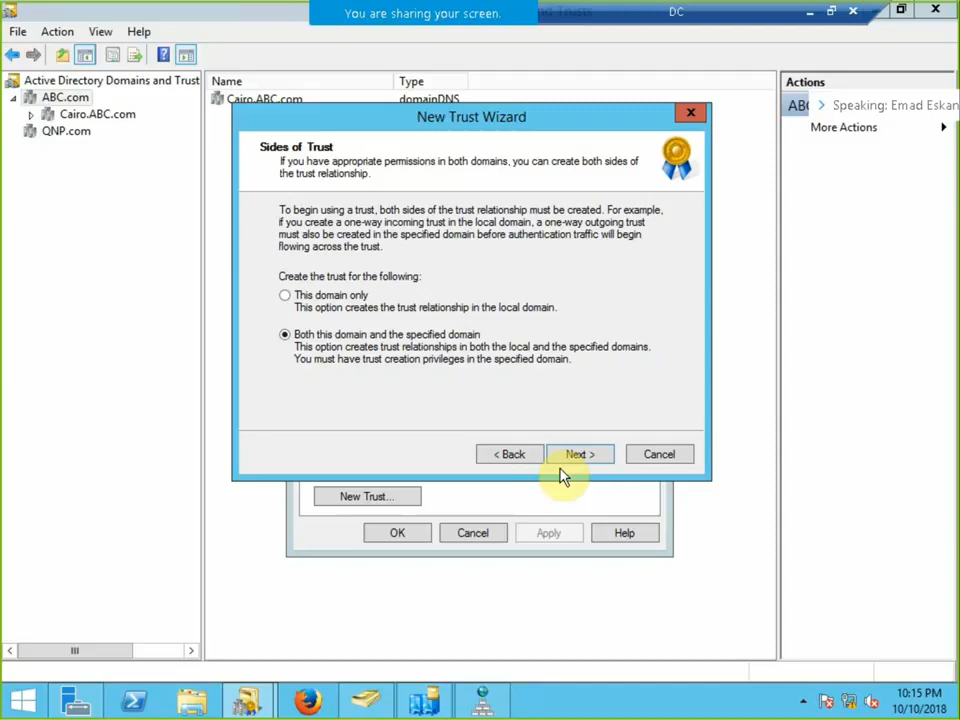 You are sharing your screen.
DC
File Action View Help
Active Directory Domains and Trust
ABC.com
Cairo.ABC.com
QNP.com
Name Type
Cairo.ABC.com domainDNS
Actions
ABC
Speaking: Emad Eskan
More Actions
New Trust Wizard
Sides of Trust
If you have appropriate permissions in both domains, you can create both sides of
the trust relationship.
To begin using a trust, both sides of the trust relationship must be created. For example,
if you create a one-way incoming trust in the local domain, a one-way outgoing trust
must also be created in the specified domain before authentication traffic will begin
flowing across the trust.
Create the trust for the following:
This domain only
This option creates the trust relationship in the local domain.
Both this domain and the specified domain
This option creates trust relationships in both the local and the specified domains.
You must have trust creation privileges in the specified domain.
< Back Next > Cancel
New Trust...
OK Cancel Apply Help
10:15 PM
10/10/2018